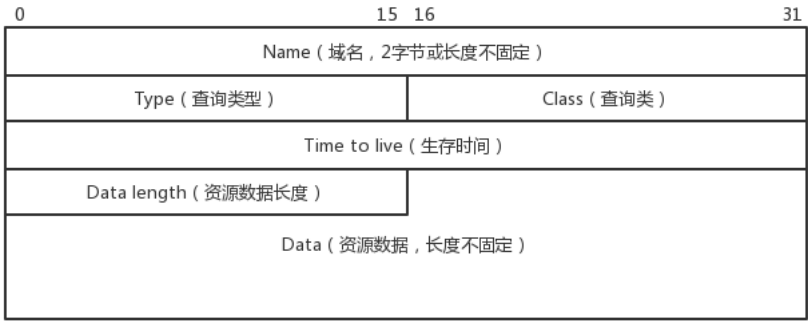 0 15 16 31
Name（域名，2字节或长度不固定）
Type（查询类型） Class（查询类）
Time to live（生存时间）
Data length（资源数据长度）
Data（资源数据，长度不固定）